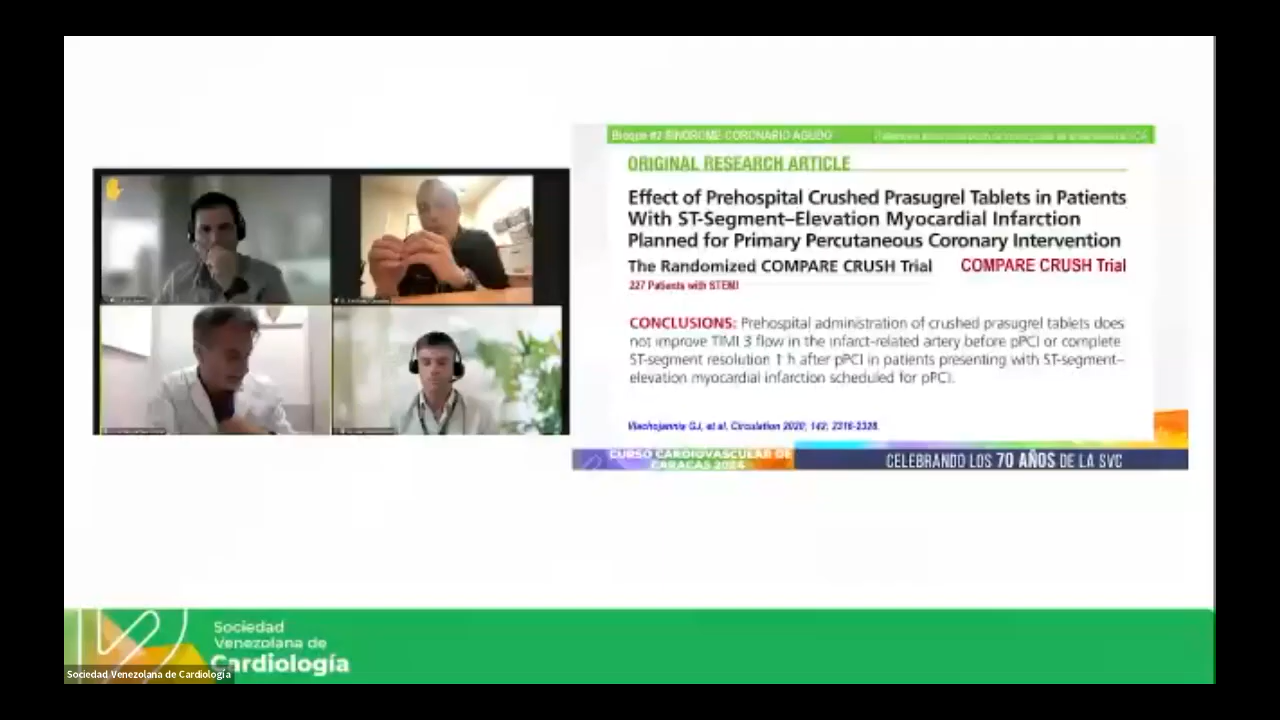 Bloque #2 SÍNDROME CORONARIO AGUDO
ORIGINAL RESEARCH ARTICLE
Effect of Prehospital Crushed Prasugrel Tablets in Patients
With ST-Segment–Elevation Myocardial Infarction
Planned for Primary Percutaneous Coronary Intervention
The Randomized COMPARE CRUSH Trial COMPARE CRUSH Trial
227 Patients with STEMI
CONCLUSIONS: Prehospital administration of crushed prasugrel tablets does
not improve TIMI 3 flow in the infarct-related artery before pPCI or complete
ST-segment resolution 1 h after pPCI in patients presenting with ST-segment–
elevation myocardial infarction scheduled for pPCI.
Vlachojannis GJ, et al. Circulation 2020; 142; 2316-2328.
CURSO CARDIOVASCULAR DE
CARACAS 2024
CELEBRANDO LOS 70 AÑOS DE LA SVC
Sociedad
Venezolana de
Cardiología
Sociedad Venezolana de Cardiología